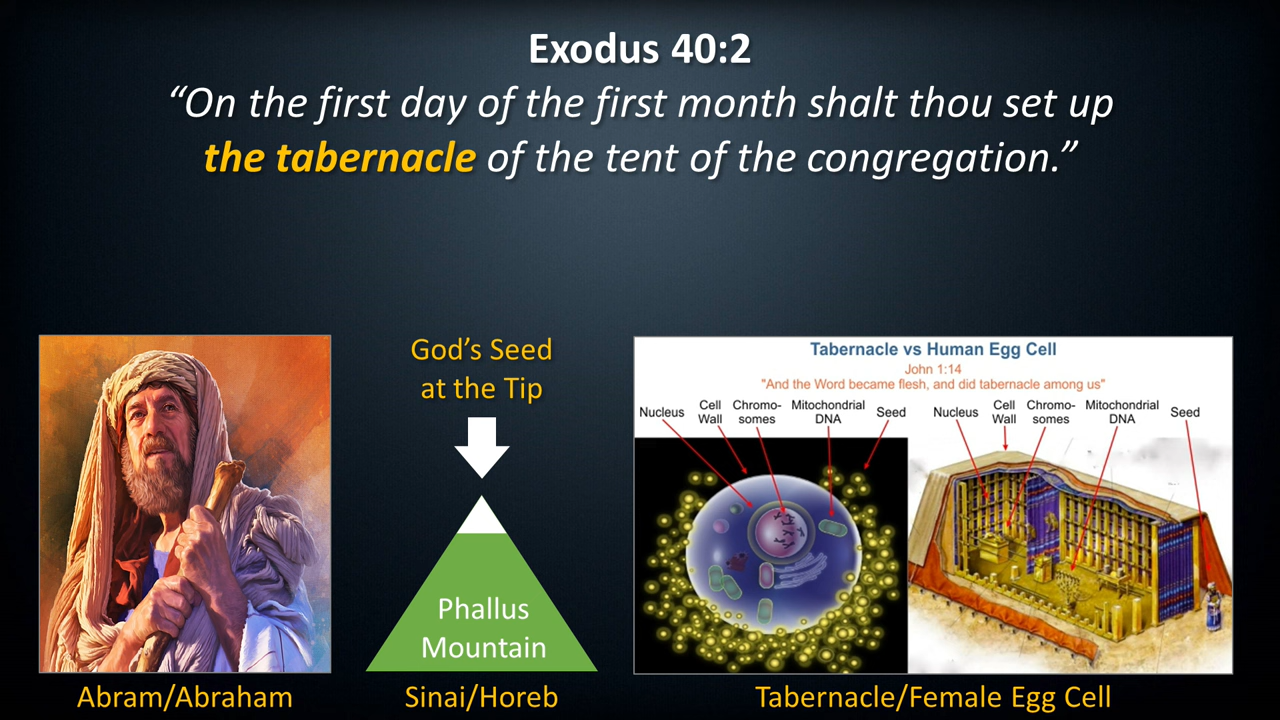 Exodus 40:2
“On the first day of the first month shalt thou set up
the tabernacle of the tent of the congregation.”
God’s Seed
at the Tip
Phallus
Mountain
Tabernacle vs Human Egg Cell
John 1:14
"And the Word became flesh, and did tabernacle among us"
Nucleus
Cell
Wall
Chromo-
somes
Mitochondrial
DNA
Seed
Nucleus
Cell
Wall
Chromo-
somes
Mitochondrial
DNA
Seed
Abram/Abraham
Sinai/Horeb
Tabernacle/Female Egg Cell